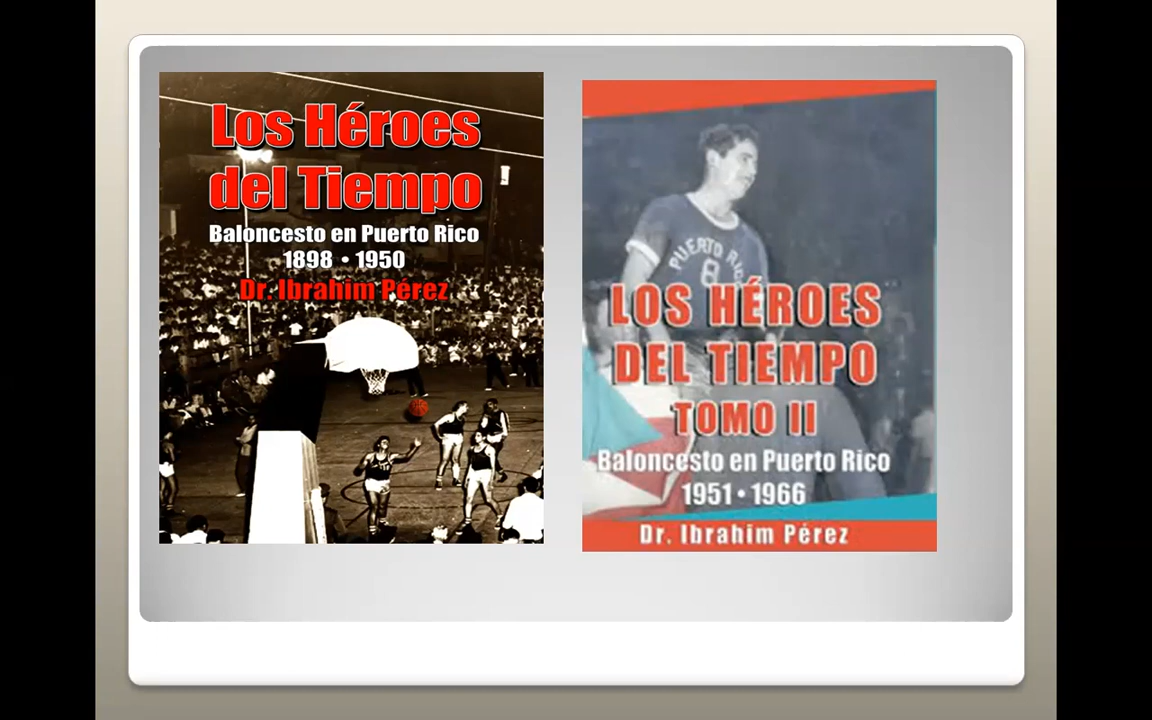 Los Héroes
del Tiempo
Baloncesto en Puerto Rico
1898 • 1950
Dr. Ibrahim Pérez
PUERTO RICO
8
LOS HÉROES
DEL TIEMPO
TOMO II
Baloncesto en Puerto Rico
1951 • 1966
Dr. Ibrahim Pérez